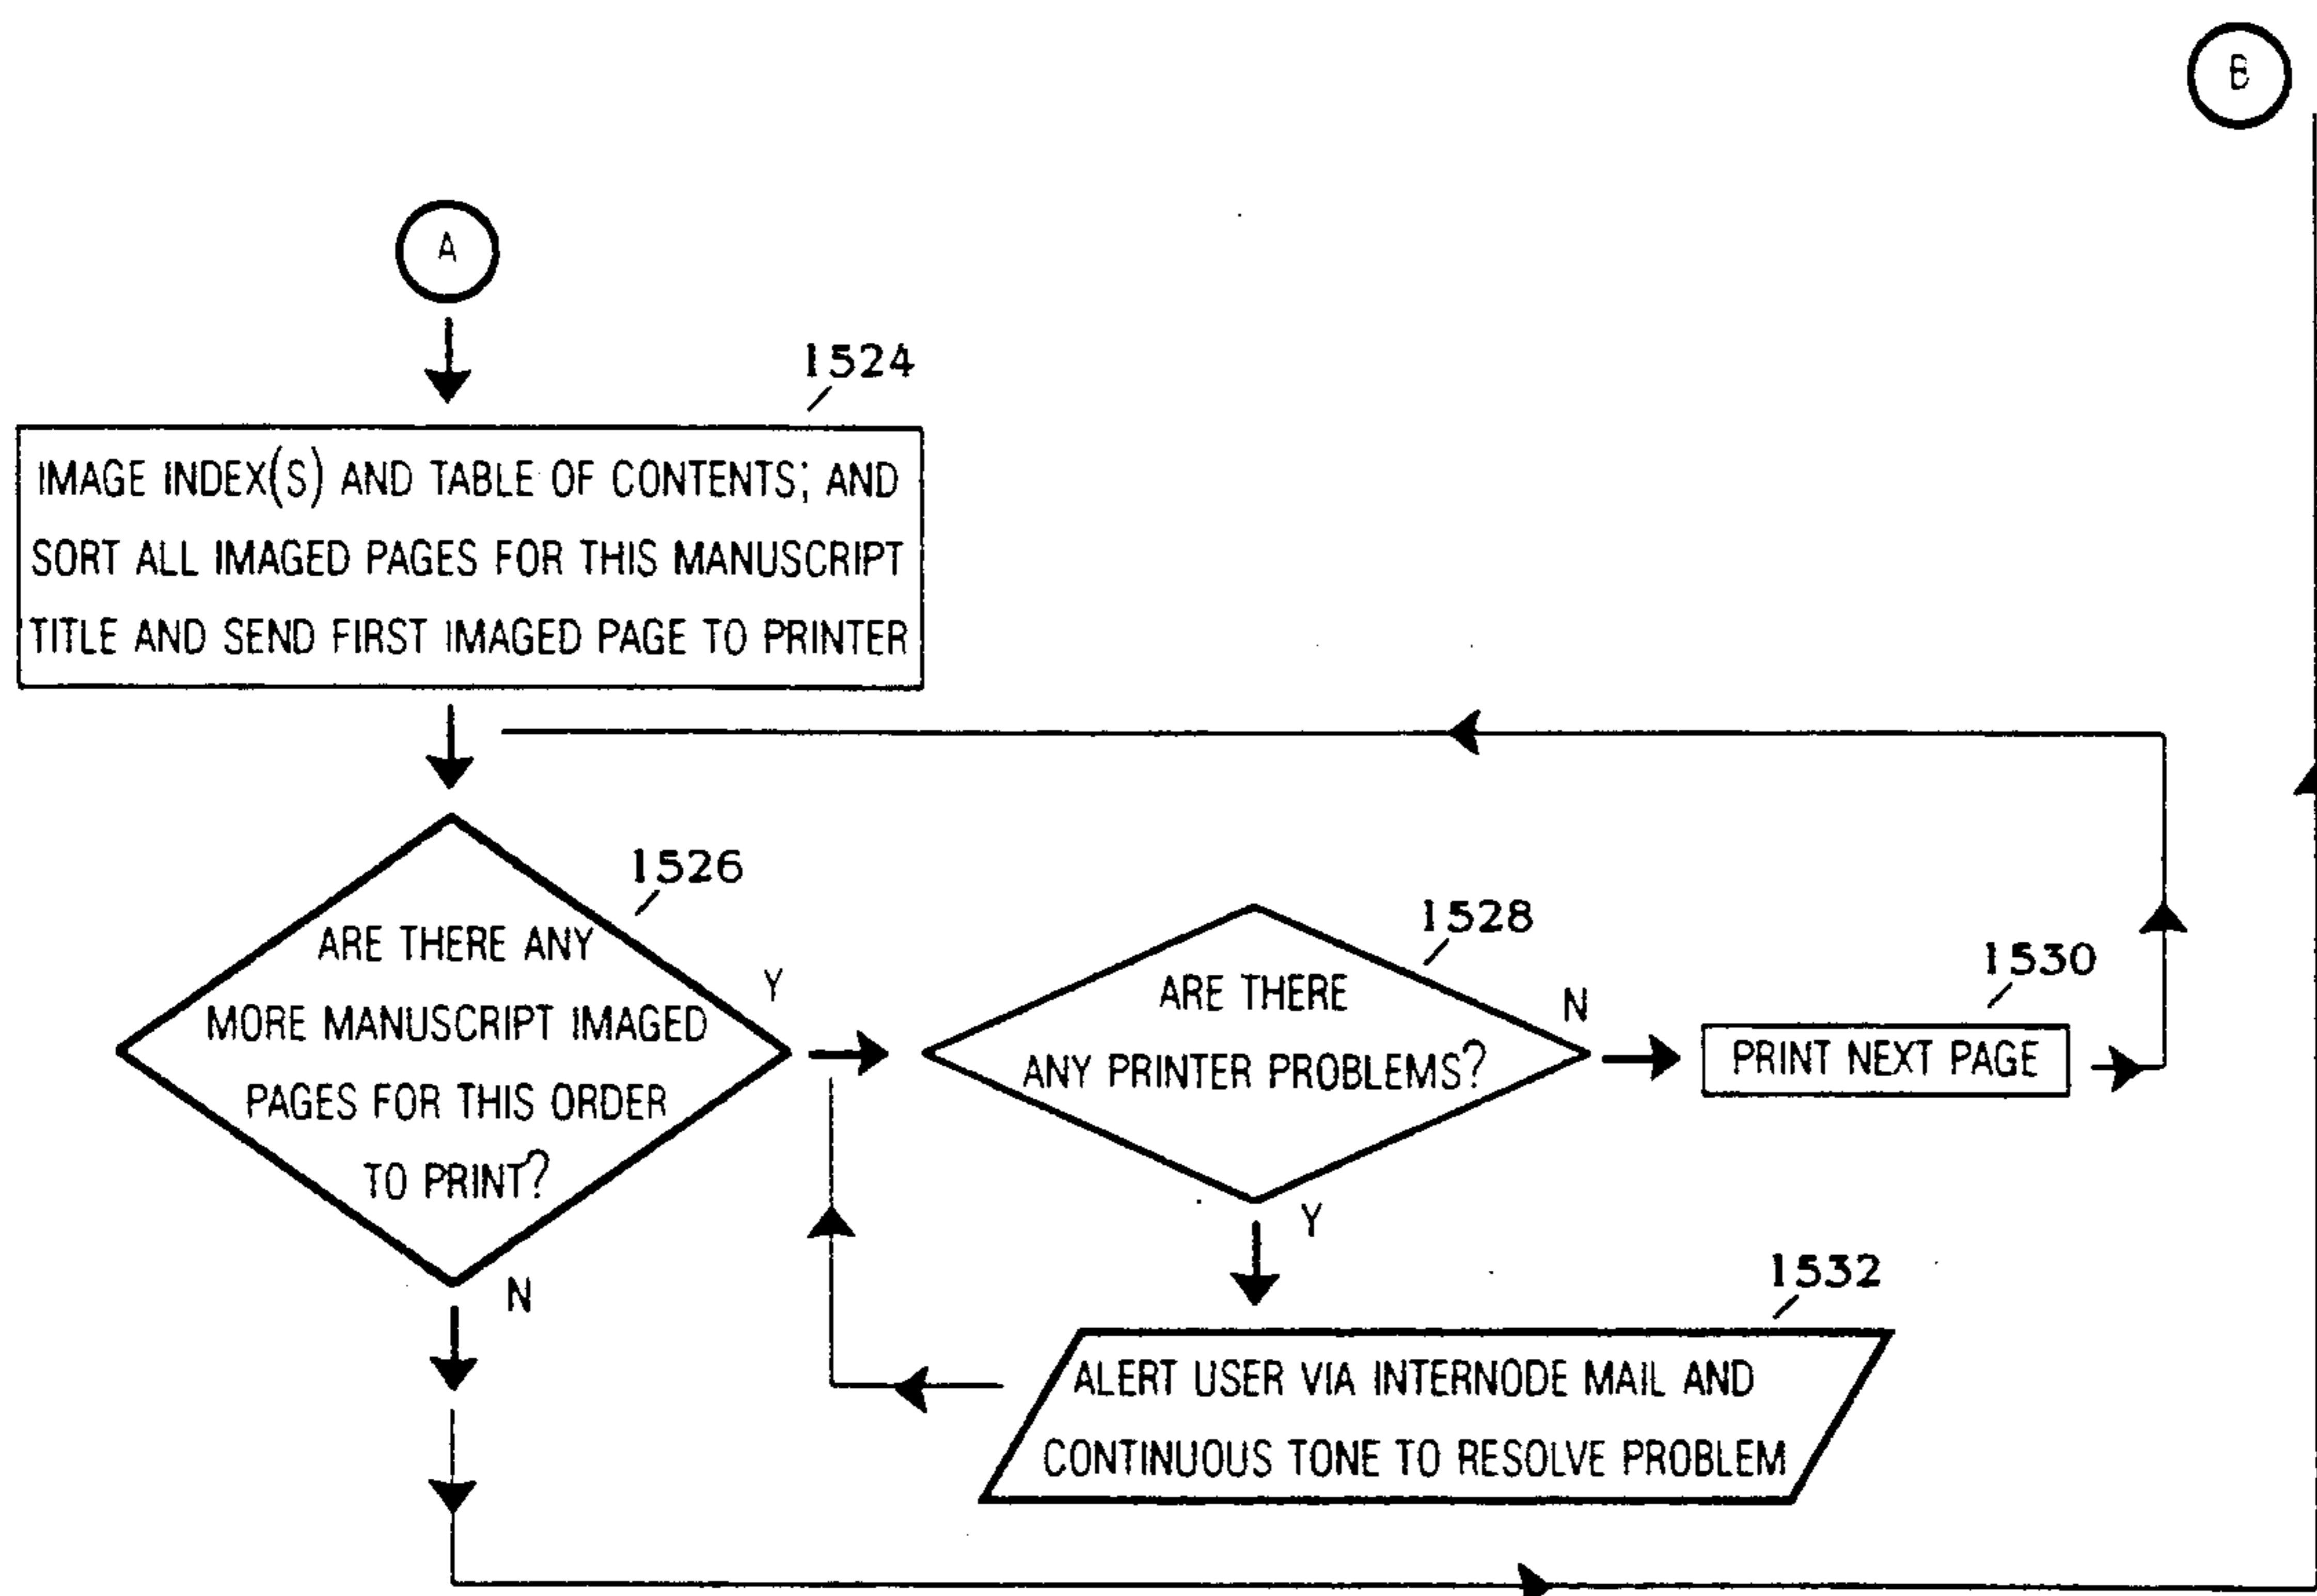 B
A
1524
IMAGE INDEX(S) AND TABLE OF CONTENTS; AND
SORT ALL IMAGED PAGES FOR THIS MANUSCRIPT
TITLE AND SEND FIRST IMAGED PAGE TO PRINTER
1526
ARE THERE ANY
MORE MANUSCRIPT IMAGED
PAGES FOR THIS ORDER
TO PRINT?
Y
N
1528
ARE THERE
ANY PRINTER PROBLEMS?
N
Y
1530
PRINT NEXT PAGE
1532
ALERT USER VIA INTERNODE MAIL AND
CONTINUOUS TONE TO RESOLVE PROBLEM